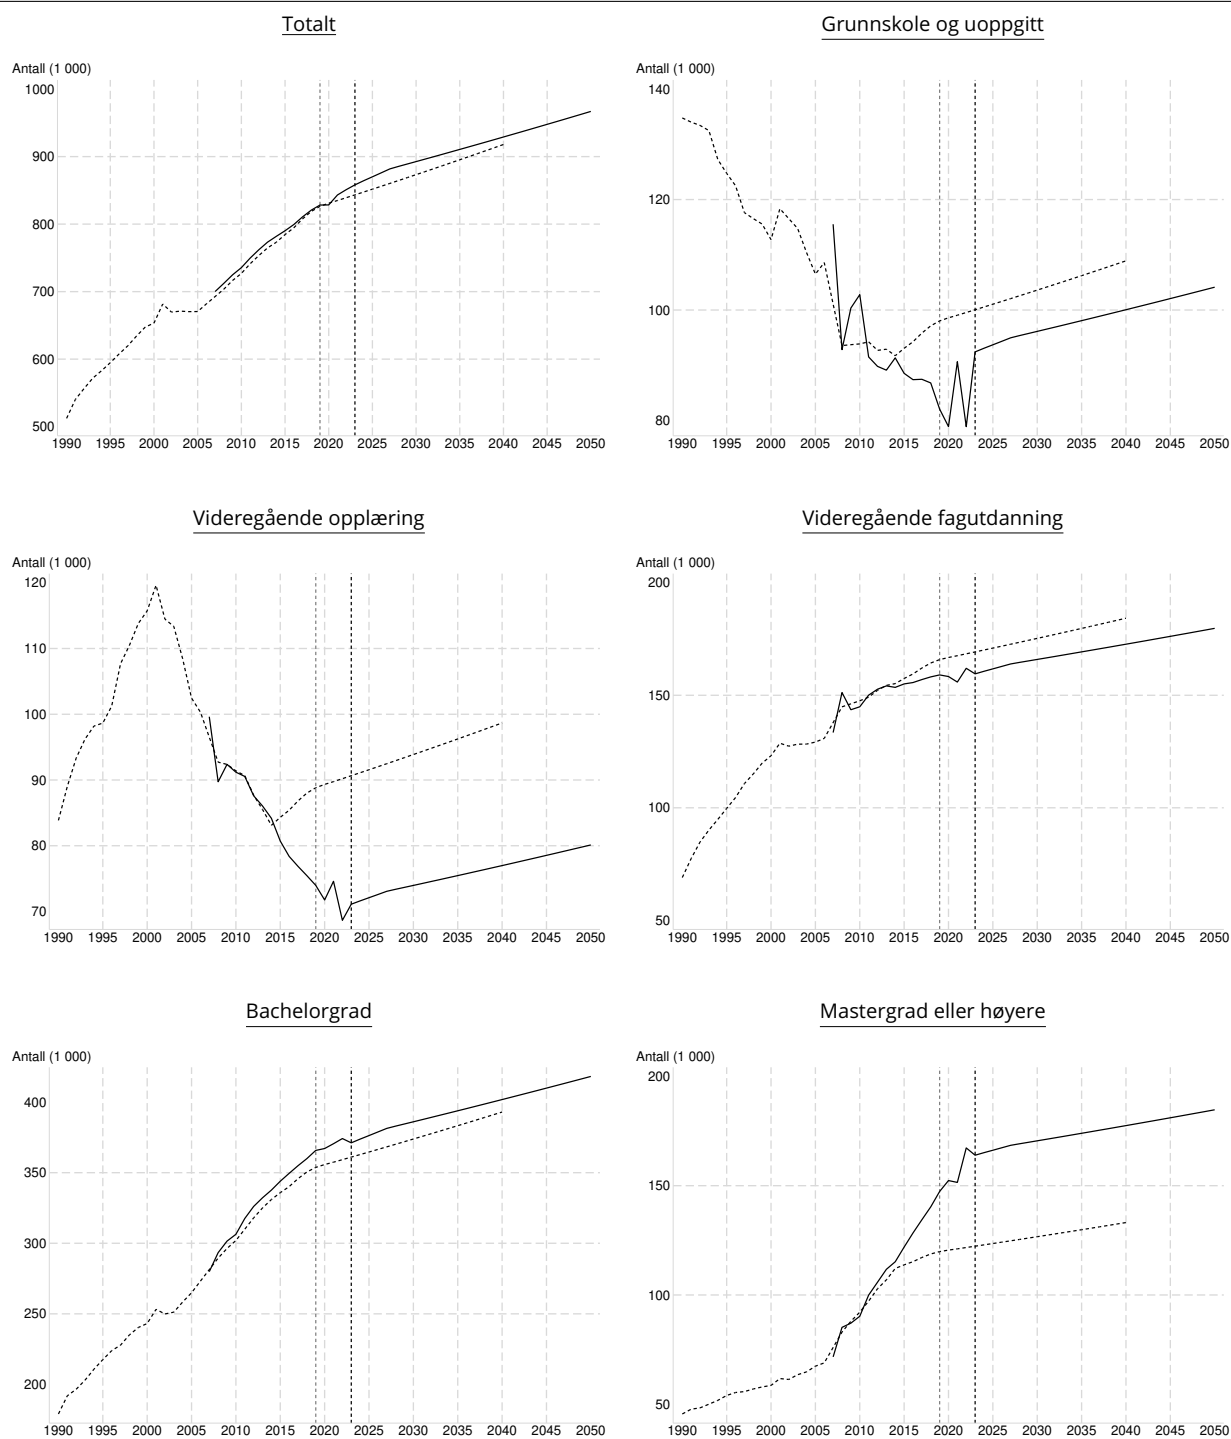 Totalt
Antall (1 000)
1000
900
800
700
600
500
1990 1995 2000 2005 2010 2015 2020 2025 2030 2035 2040 2045 2050
Grunnskole og uoppgitt
Antall (1 000)
140
120
100
80
1990 1995 2000 2005 2010 2015 2020 2025 2030 2035 2040 2045 2050
Videregående opplæring
Antall (1 000)
120
110
100
90
80
70
1990 1995 2000 2005 2010 2015 2020 2025 2030 2035 2040 2045 2050
Videregående fagutdanning
Antall (1 000)
200
150
100
50
1990 1995 2000 2005 2010 2015 2020 2025 2030 2035 2040 2045 2050
Bachelorgrad
Antall (1 000)
400
350
300
250
200
1990 1995 2000 2005 2010 2015 2020 2025 2030 2035 2040 2045 2050
Mastergrad eller høyere
Antall (1 000)
200
150
100
50
1990 1995 2000 2005 2010 2015 2020 2025 2030 2035 2040 2045 2050